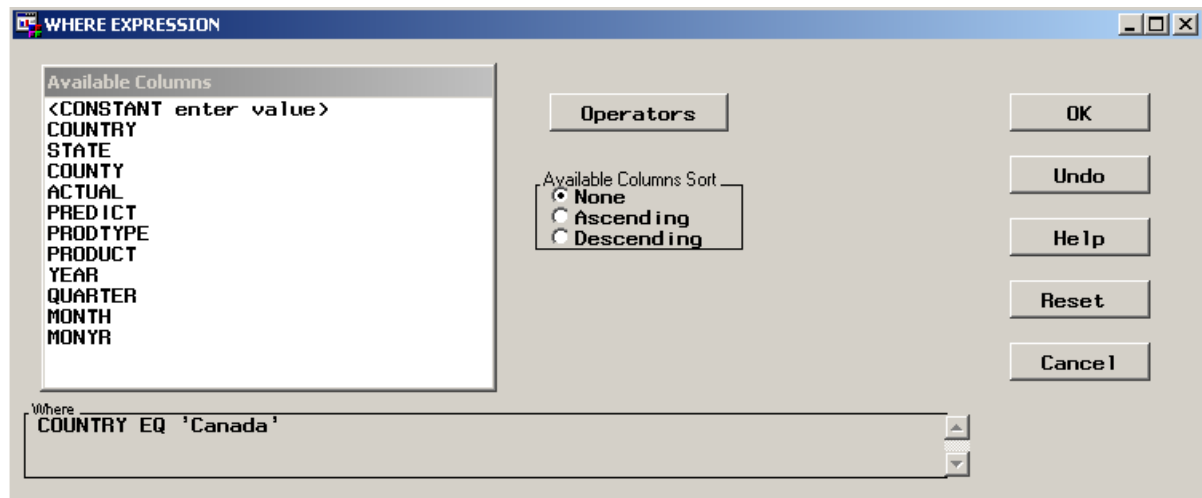 WHERE EXPRESSION
Available Columns
<CONSTANT enter value>
COUNTRY
STATE
COUNTY
ACTUAL
PREDICT
PRODTYPE
PRODUCT
YEAR
QUARTER
MONTH
MONYR
Operators
Available Columns Sort
None
Ascending
Descending
OK
Undo
Help
Reset
Cancel
Where
COUNTRY EQ 'Canada'